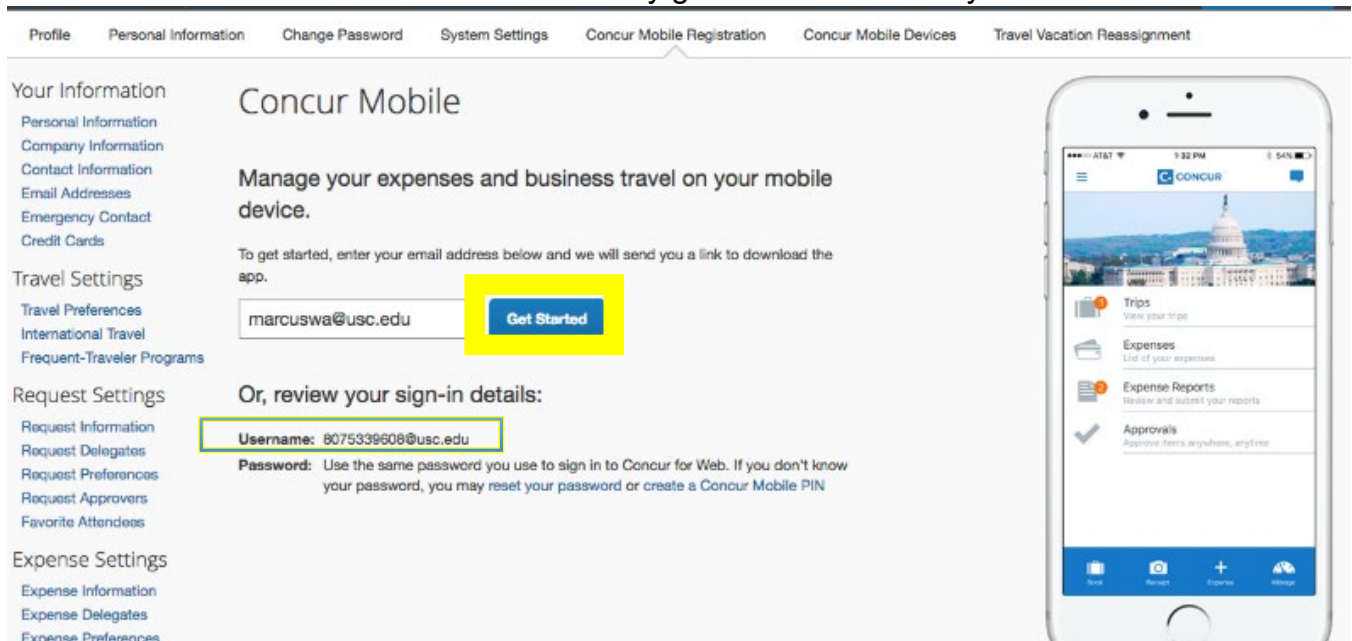 Profile Personal Information Change Password System Settings Concur Mobile Registration Concur Mobile Devices Travel Vacation Reassignment
Your Information
Personal Information
Company Information
Contact Information
Email Addresses
Emergency Contact
Credit Cards
Travel Settings
Travel Preferences
International Travel
Frequent-Traveler Programs
Request Settings
Request Information
Request Delegates
Request Preferences
Request Approvers
Favorite Attendees
Expense Settings
Expense Information
Expense Delegates
Expense Preferences
Concur Mobile
Manage your expenses and business travel on your mobile
device.
To get started, enter your email address below and we will send you a link to download the
app.
marcuswa@usc.edu Get Started
Or, review your sign-in details:
Username: 8075339608@usc.edu
Password: Use the same password you use to sign in to Concur for Web. If you don't know
your password, you may reset your password or create a Concur Mobile PIN
AT&T 1:32 PM 54%
C. CONCUR
1 Trips
View your trips
Expenses
List of your expenses
2 Expense Reports
Review and submit your reports
Approvals
Approve items anywhere, anytime
Book Receipt Expense Mileage